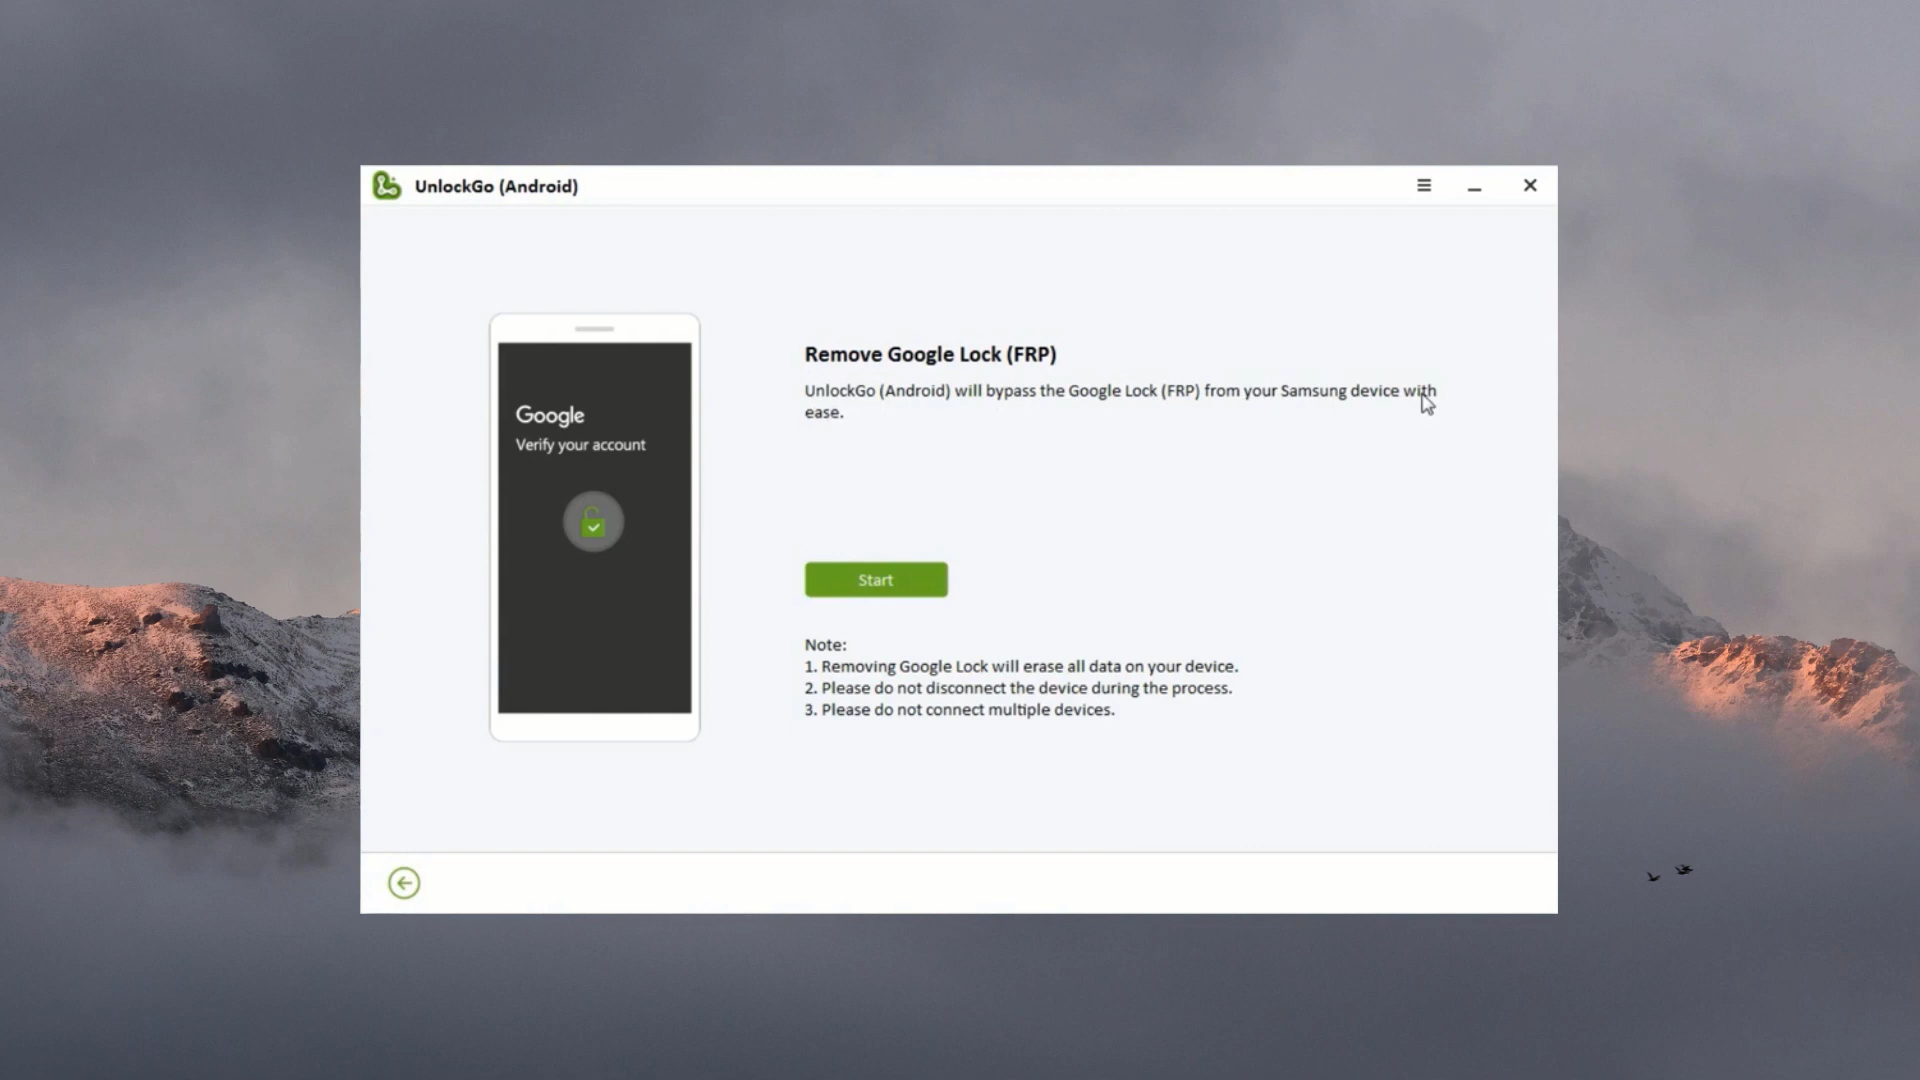 UnlockGo (Android)
Google
Verify your account
Remove Google Lock (FRP)
UnlockGo (Android) will bypass the Google Lock (FRP) from your Samsung device with
ease.
Start
Note:
1. Removing Google Lock will erase all data on your device.
2. Please do not disconnect the device during the process.
3. Please do not connect multiple devices.